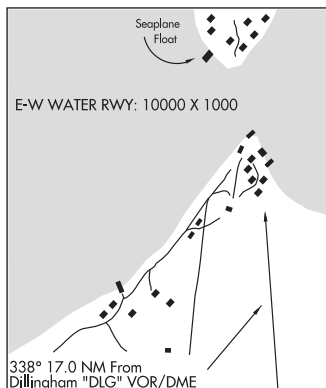 Seaplane
Float
E-W WATER RWY: 10000 X 1000
338° 17.0 NM From
Dillingham "DLG" VOR/DME